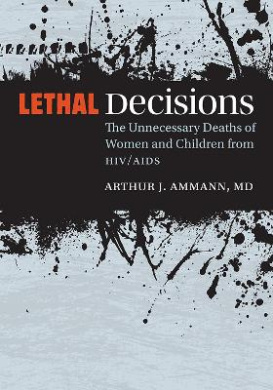 LETHAL Decisions
The Unnecessary Deaths of
Women and Children from
HIV/AIDS
ARTHUR J. AMMANN, MD